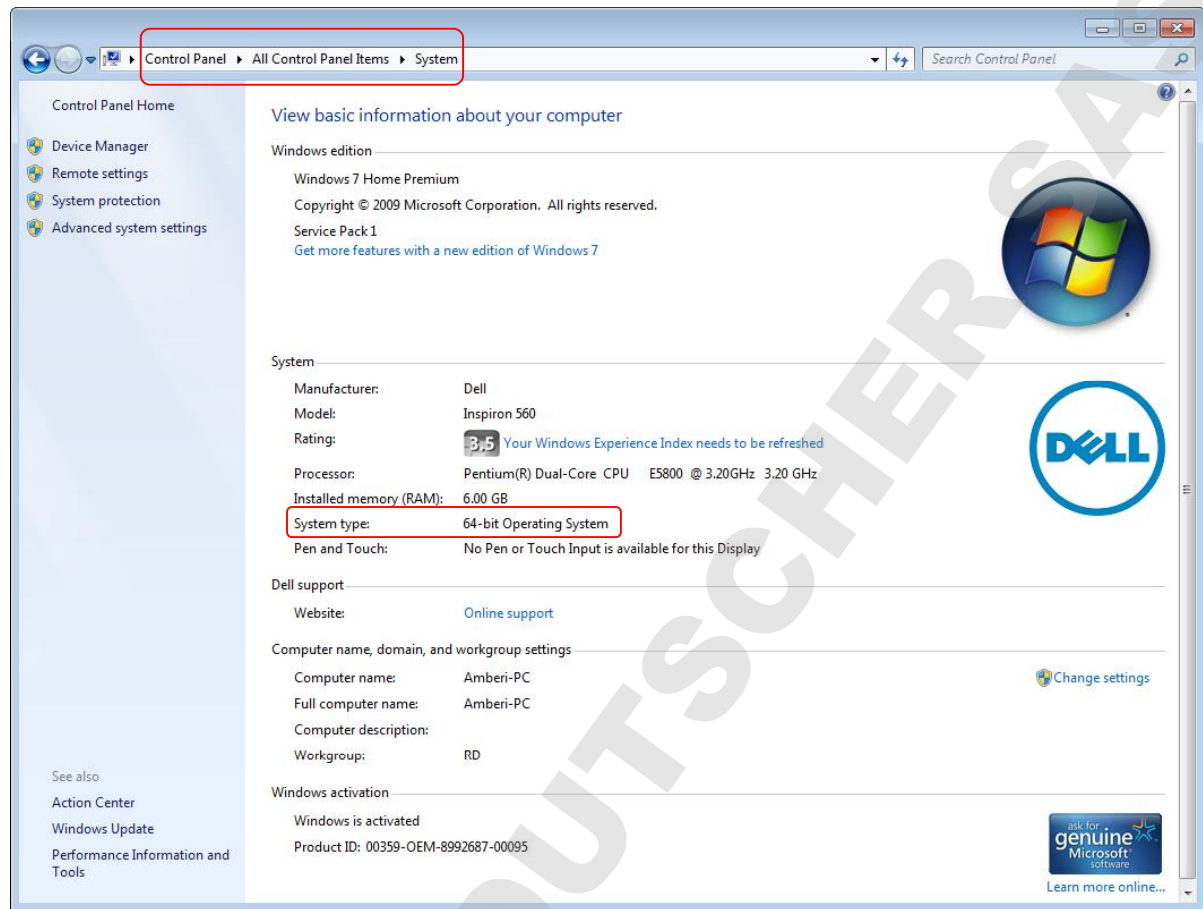 Control Panel ▸ All Control Panel Items ▸ System
Search Control Panel
Control Panel Home
Device Manager
Remote settings
System protection
Advanced system settings
See also
Action Center
Windows Update
Performance Information and
Tools
View basic information about your computer
Windows edition
Windows 7 Home Premium
Copyright © 2009 Microsoft Corporation. All rights reserved.
Service Pack 1
Get more features with a new edition of Windows 7
System
Manufacturer: Dell
Model: Inspiron 560
Rating: 3,5 Your Windows Experience Index needs to be refreshed
Processor: Pentium(R) Dual-Core CPU E5800 @ 3.20GHz 3.20 GHz
Installed memory (RAM): 6.00 GB
System type: 64-bit Operating System
Pen and Touch: No Pen or Touch Input is available for this Display
DELL
Dell support
Website: Online support
Computer name, domain, and workgroup settings
Computer name: Amberi-PC
Change settings
Full computer name: Amberi-PC
Computer description:
Workgroup: RD
Windows activation
Windows is activated
Product ID: 00359-OEM-8992687-00095
ask for
genuine
Microsoft
software
Learn more online...
UTSCHER SAS